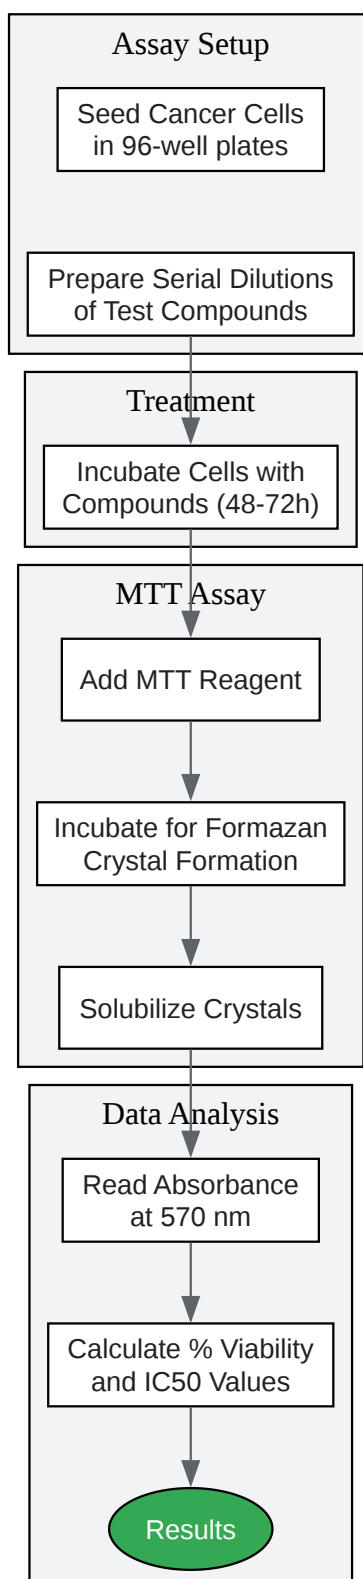 Assay Setup
Seed Cancer Cells
in 96-well plates
Prepare Serial Dilutions
of Test Compounds
Treatment
Incubate Cells with
Compounds (48-72h)
MTT Assay
Add MTT Reagent
Incubate for Formazan
Crystal Formation
Solubilize Crystals
Data Analysis
Read Absorbance
at 570 nm
Calculate % Viability
and IC50 Values
Results